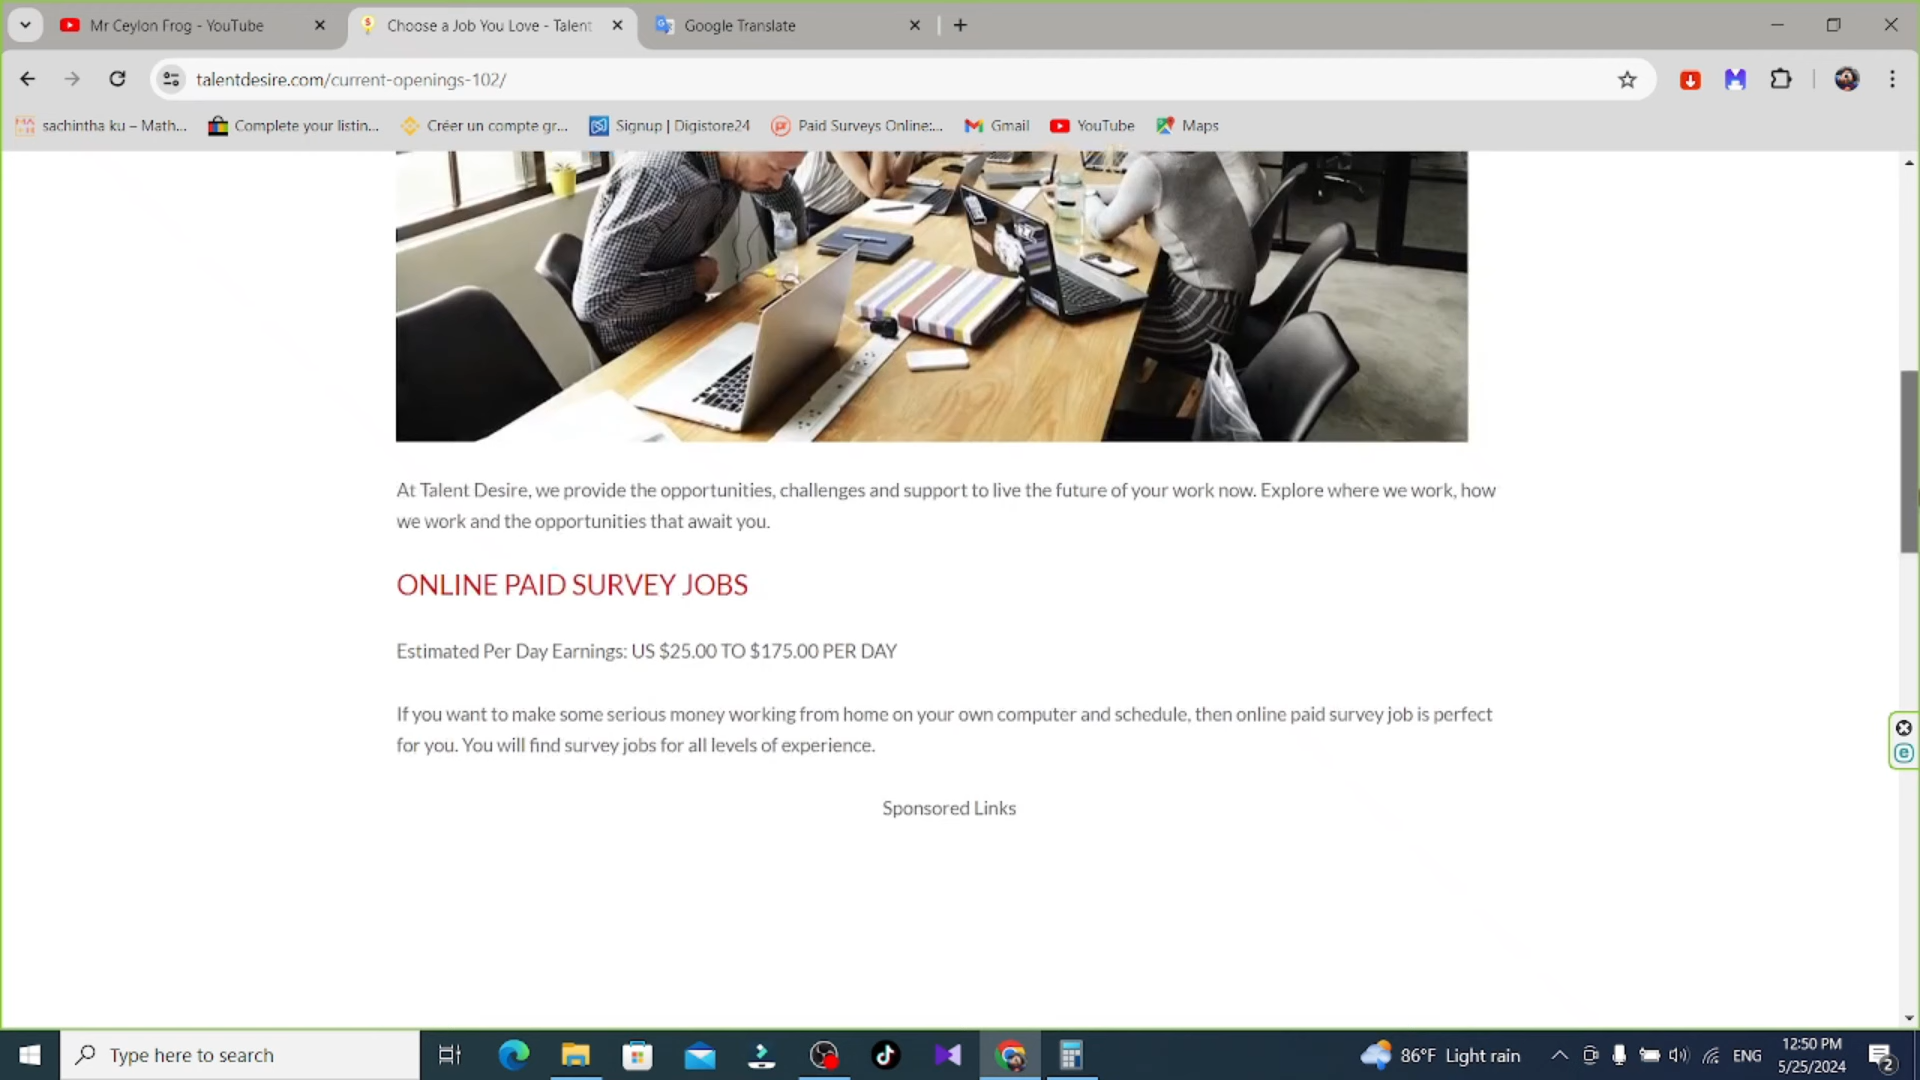 Mr Ceylon Frog - YouTube
Choose a Job You Love - Talent
Google Translate
talentdesire.com/current-openings-102/
sachintha ku – Math...
Complete your listin...
Créer un compte gr...
Signup | Digistore24
Paid Surveys Online:...
Gmail
YouTube
Maps
At Talent Desire, we provide the opportunities, challenges and support to live the future of your work now. Explore where we work, how
we work and the opportunities that await you.
ONLINE PAID SURVEY JOBS
Estimated Per Day Earnings: US $25.00 TO $175.00 PER DAY
If you want to make some serious money working from home on your own computer and schedule, then online paid survey job is perfect
for you. You will find survey jobs for all levels of experience.
Sponsored Links
Type here to search
86°F Light rain
ENG
12:50 PM
5/25/2024
2